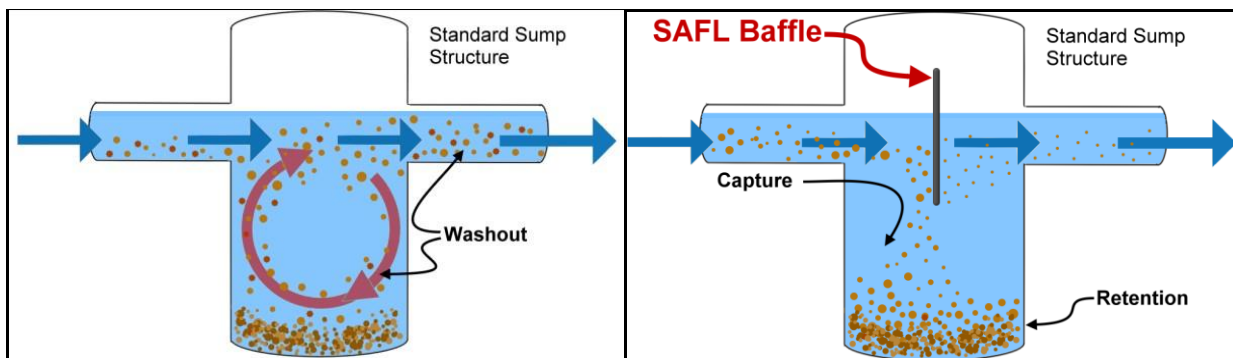 Standard Sump
Structure
Washout
SAFL Baffle
Standard Sump
Structure
Capture
Retention